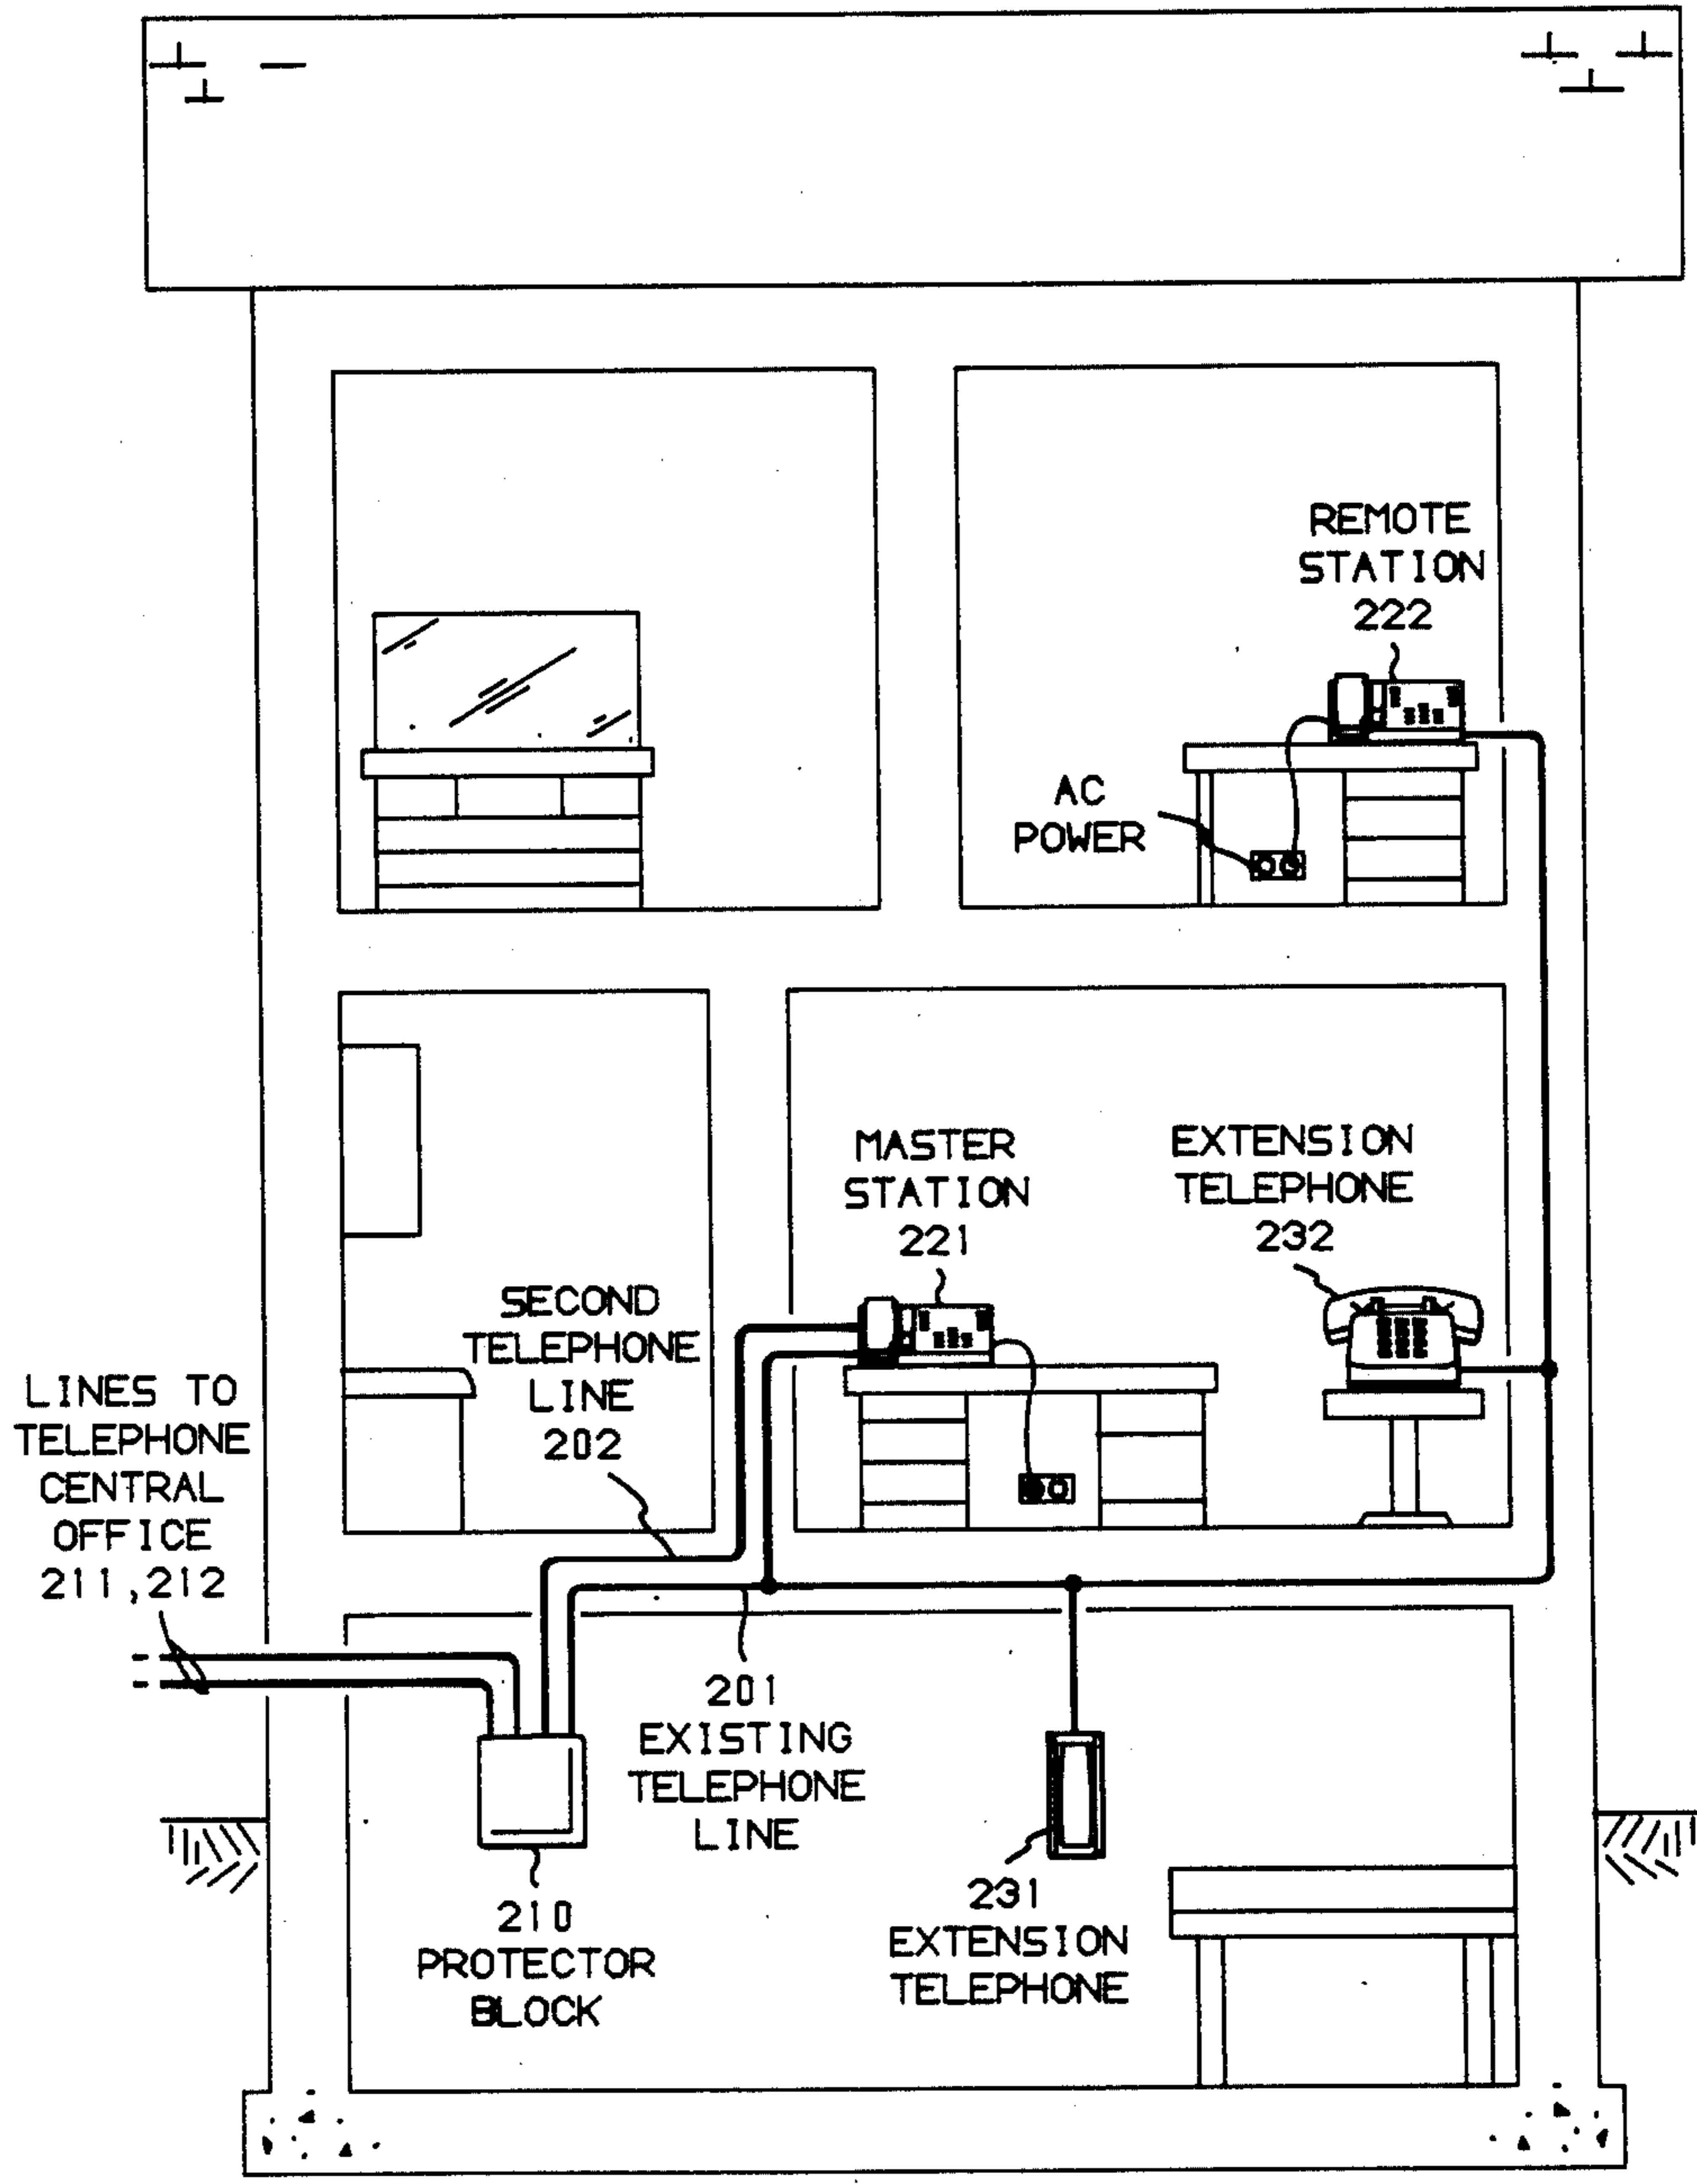 REMOTE
STATION
222
AC
POWER
MASTER
STATION
221
EXTENSION
TELEPHONE
232
SECOND
TELEPHONE
LINE
202
LINES TO
TELEPHONE
CENTRAL
OFFICE
211,212
201
EXISTING
TELEPHONE
LINE
210
PROTECTOR
BLOCK
231
EXTENSION
TELEPHONE